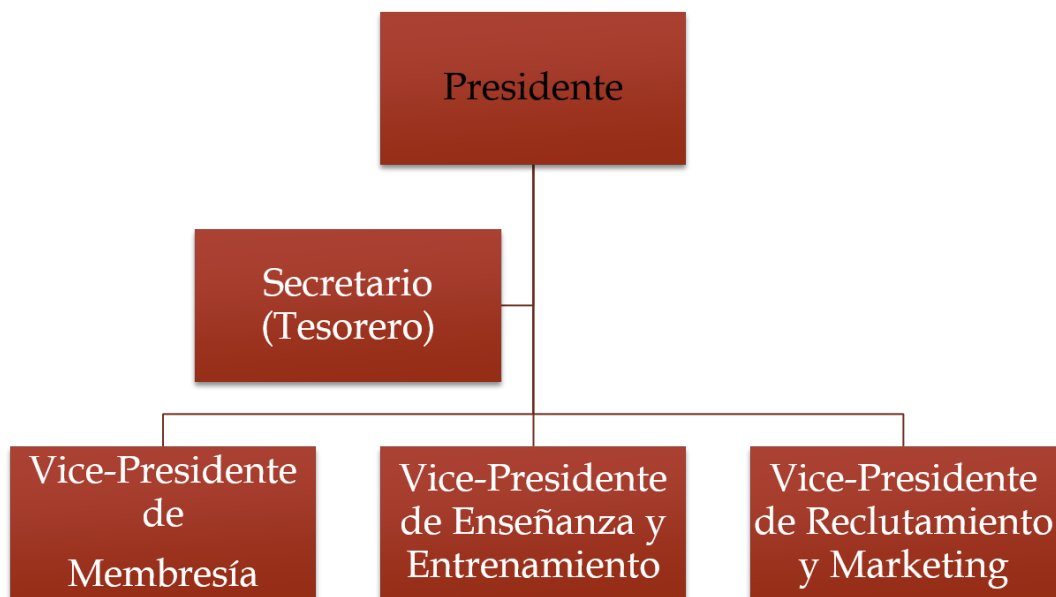 Presidente
Secretario
(Tesorero)
Vice-Presidente
de
Membresía
Vice-Presidente
de Enseñanza y
Entrenamiento
Vice-Presidente
de Reclutamiento
y Marketing